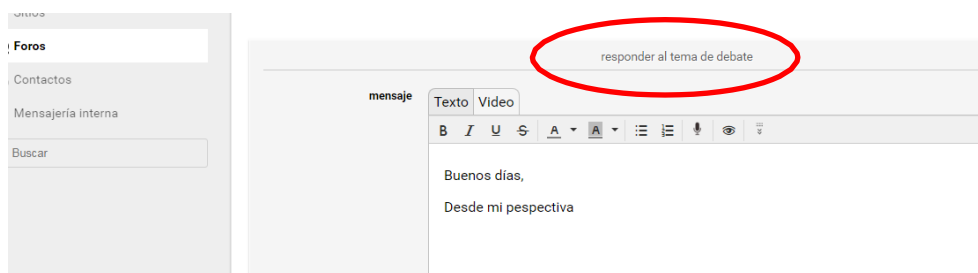 Sitios
Foros
Contactos
Mensajería interna
Buscar
responder al tema de debate
mensaje
Texto Video
B I U S A A
Buenos días,
Desde mi pespectiva